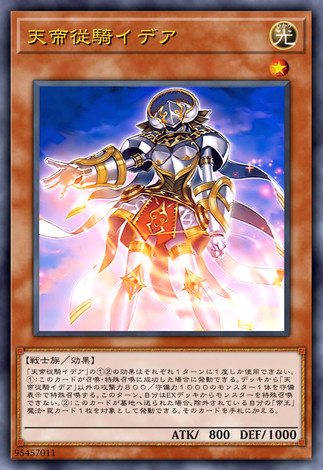 天帝従騎イデア
光
【戦士族／効果】
「天帝従騎イデア」の①②の効果はそれぞれ１ターンに１度しか使用できない。
①：このカードが召喚・特殊召喚に成功した場合に発動できる。デッキから「天
帝従騎イデア」以外の攻撃力８００／守備力１０００のモンスター１体を守備
表示で特殊召喚する。このターン、自分はEXデッキからモンスターを特殊召喚
できない。②：このカードが墓地へ送られた場合、除外されている自分の「帝王」
魔法・罠カード１枚を対象として発動できる。そのカードを手に加える。
ATK/ 800 DEF/1000
95457011